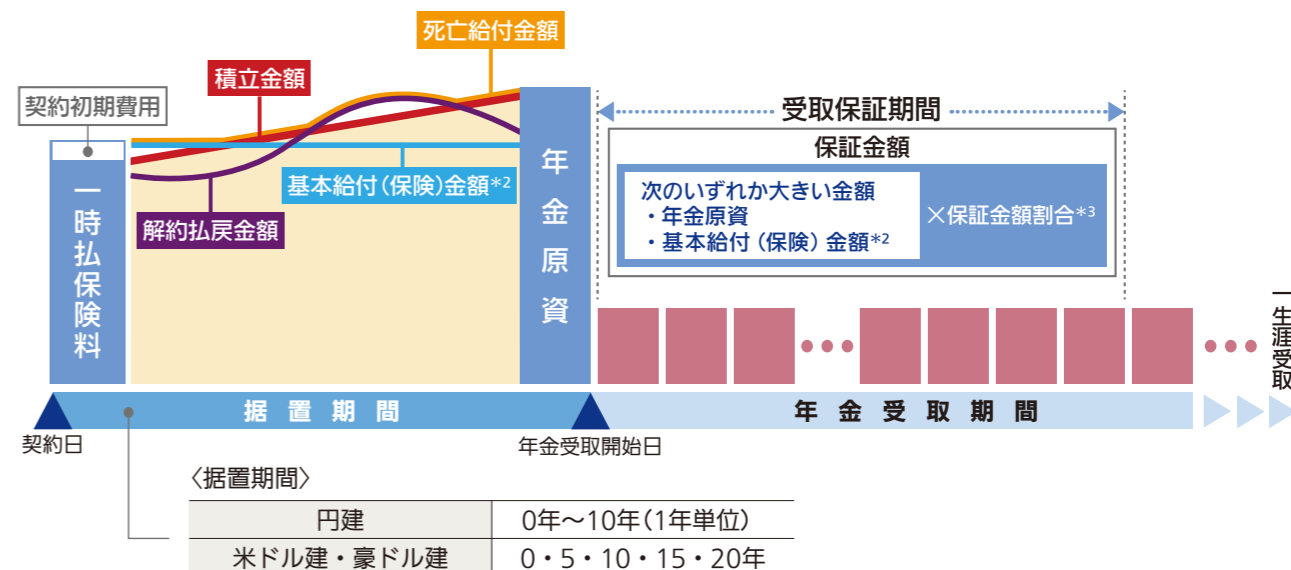 死亡給付金額
積立金額
契約初期費用
受取保証期間
保証金額
次のいずれか大きい金額
・年金原資
・基本給付(保険)金額*2
×保証金額割合*3
基本給付(保険)金額*2
解約払戻金額
一時払保険料
年金原資
一生涯受取
据置期間
年金受取期間
契約日
年金受取開始日
〈据置期間〉
円建 0年~10年(1年単位)
米ドル建・豪ドル建 0・5・10・15・20年